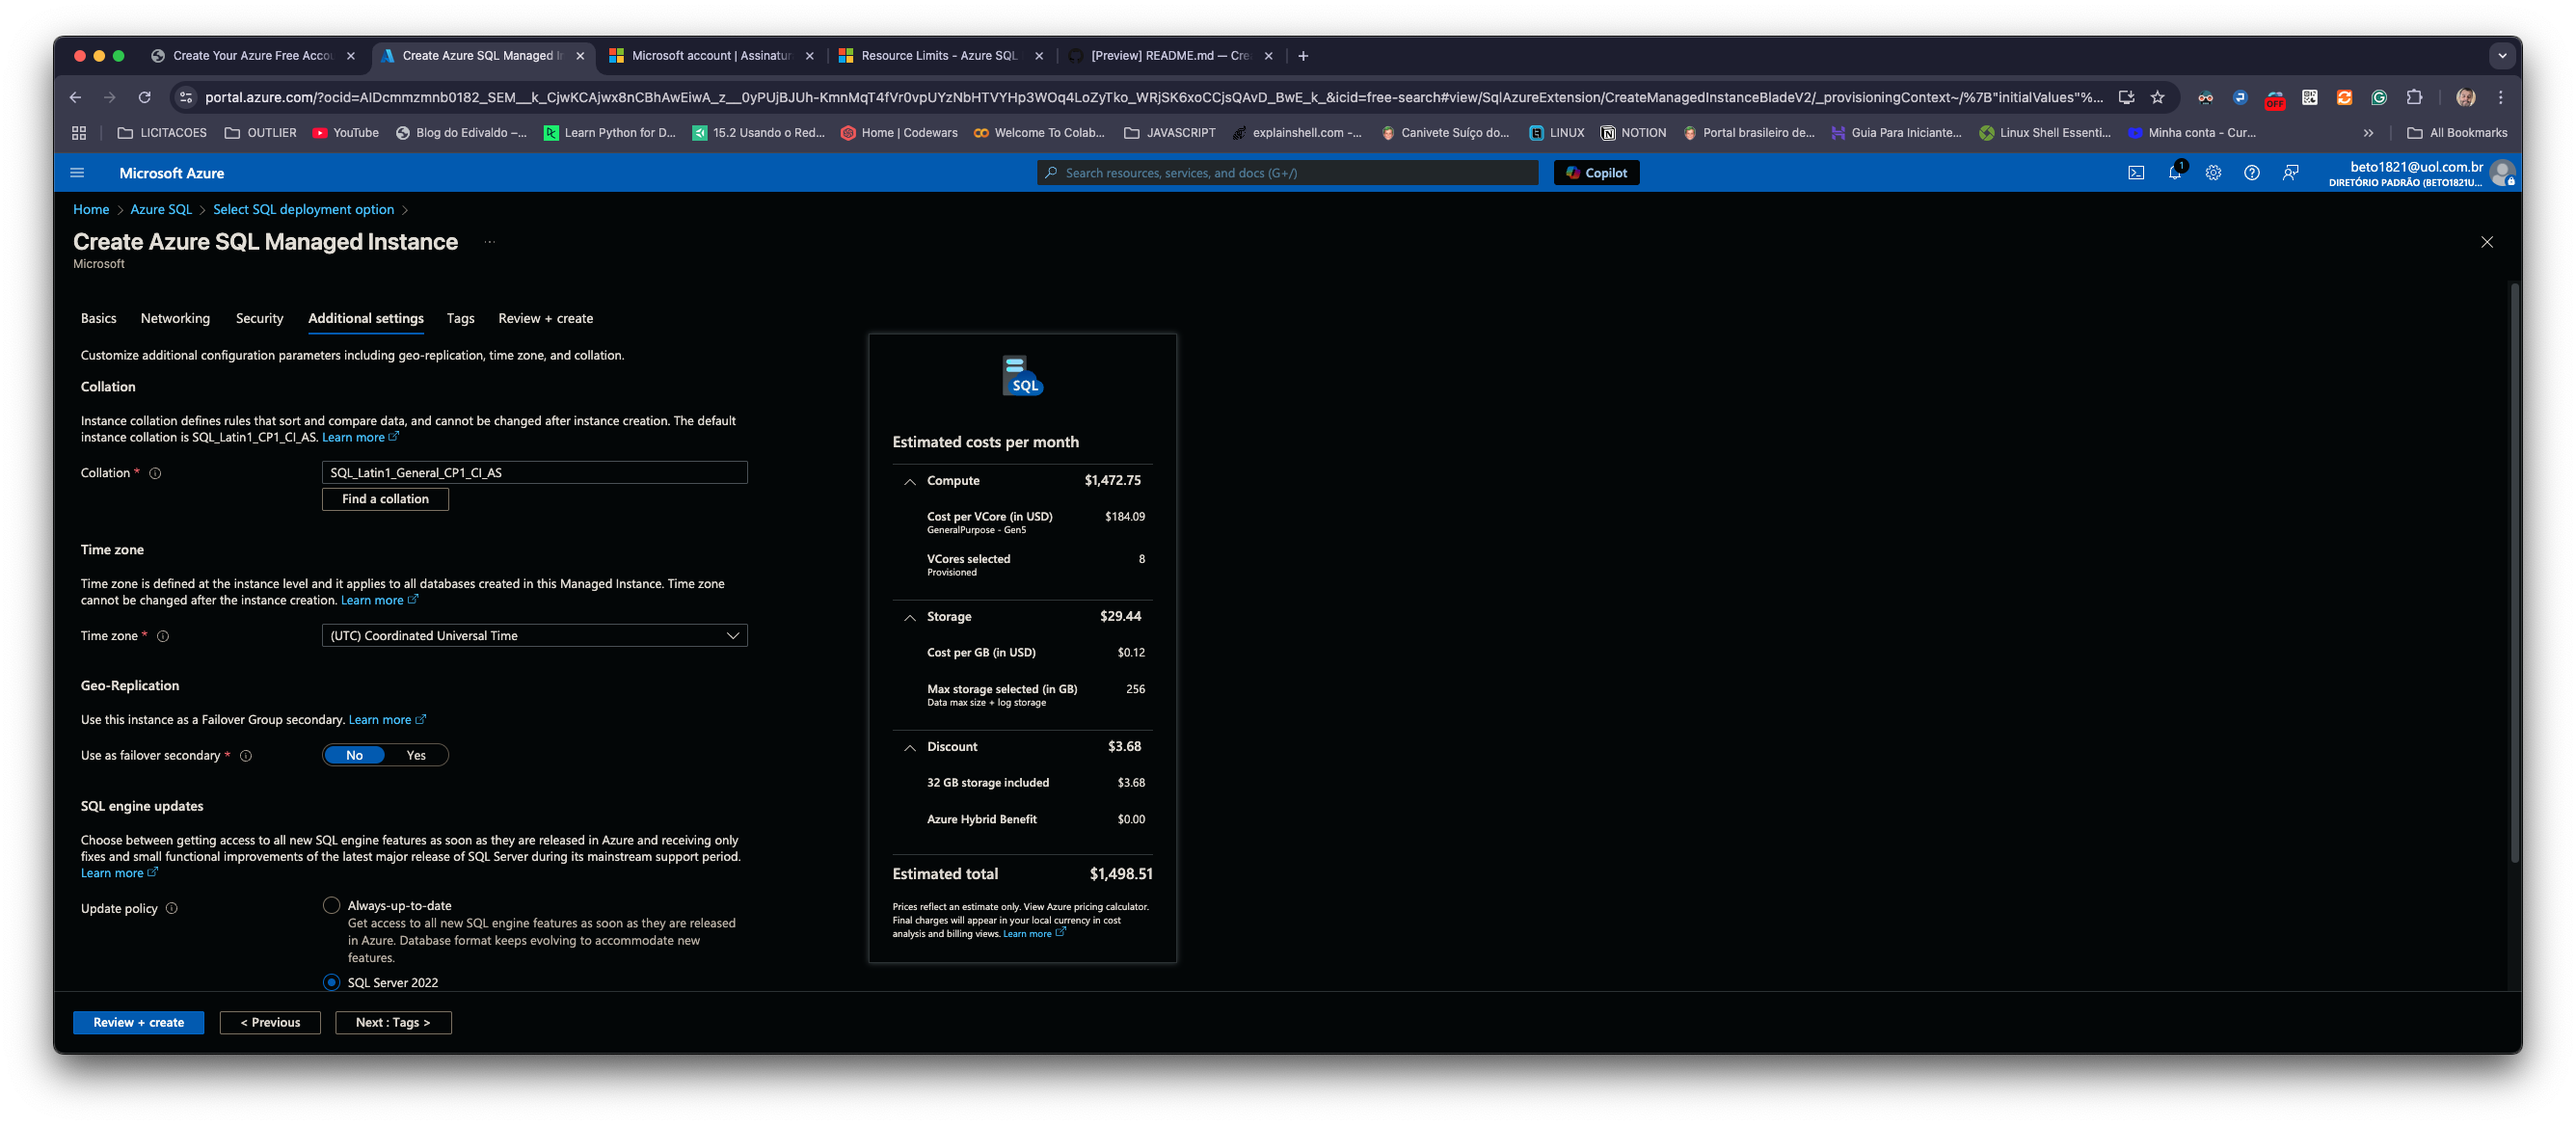 Create Your Azure Free Accou
Create Azure SQL Managed In
Microsoft account | Assinatura
Resource Limits - Azure SQL
[Preview] README.md — Cre
portal.azure.com/?ocid=AIDcmmzmnb0182_SEM__k_CjwKCAjwx8nCBhAwEiwA_z__0yPUjBJUh-KmnMqT4fVr0vpUYzNbHTVYHp3WOq4LoZyTko_WRjSK6xoCCjsQAvD_BwE_k_&icid=free-search#view/SqlAzureExtension/CreateManagedInstanceBladeV2/_provisioningContext~/%7B"initialValues"%...
OFF
LICITACOES
OUTLIER
YouTube
Blog do Edivaldo –...
Learn Python for D...
15.2 Usando o Red...
Home | Codewars
Welcome To Colab...
JAVASCRIPT
explainshell.com -...
Canivete Suíço do...
LINUX
NOTION
Portal brasileiro de...
Guia Para Iniciante...
Linux Shell Essenti...
Minha conta - Cur...
All Bookmarks
Microsoft Azure
Search resources, services, and docs (G+/)
Copilot
1
beto1821@uol.com.br
DIRETÓRIO PADRÃO (BETO1821U...
Home > Azure SQL > Select SQL deployment option >
Create Azure SQL Managed Instance ...
Microsoft
Basics Networking Security Additional settings Tags Review + create
Customize additional configuration parameters including geo-replication, time zone, and collation.
Collation
Instance collation defines rules that sort and compare data, and cannot be changed after instance creation. The default
instance collation is SQL_Latin1_CP1_CI_AS. Learn more
Collation *
SQL_Latin1_General_CP1_CI_AS
Find a collation
Time zone
Time zone is defined at the instance level and it applies to all databases created in this Managed Instance. Time zone
cannot be changed after the instance creation. Learn more
Time zone *
(UTC) Coordinated Universal Time
Geo-Replication
Use this instance as a Failover Group secondary. Learn more
Use as failover secondary *
No Yes
SQL engine updates
Choose between getting access to all new SQL engine features as soon as they are released in Azure and receiving only
fixes and small functional improvements of the latest major release of SQL Server during its mainstream support period.
Learn more
Update policy
Always-up-to-date
Get access to all new SQL engine features as soon as they are released
in Azure. Database format keeps evolving to accommodate new
features.
SQL Server 2022
SQL
Estimated costs per month
Compute $1,472.75
Cost per VCore (in USD) $184.09
GeneralPurpose - Gen5
VCores selected 8
Provisioned
Storage $29.44
Cost per GB (in USD) $0.12
Max storage selected (in GB) 256
Data max size + log storage
Discount $3.68
32 GB storage included $3.68
Azure Hybrid Benefit $0.00
Estimated total $1,498.51
Prices reflect an estimate only. View Azure pricing calculator.
Final charges will appear in your local currency in cost
analysis and billing views. Learn more
Review + create
< Previous
Next : Tags >